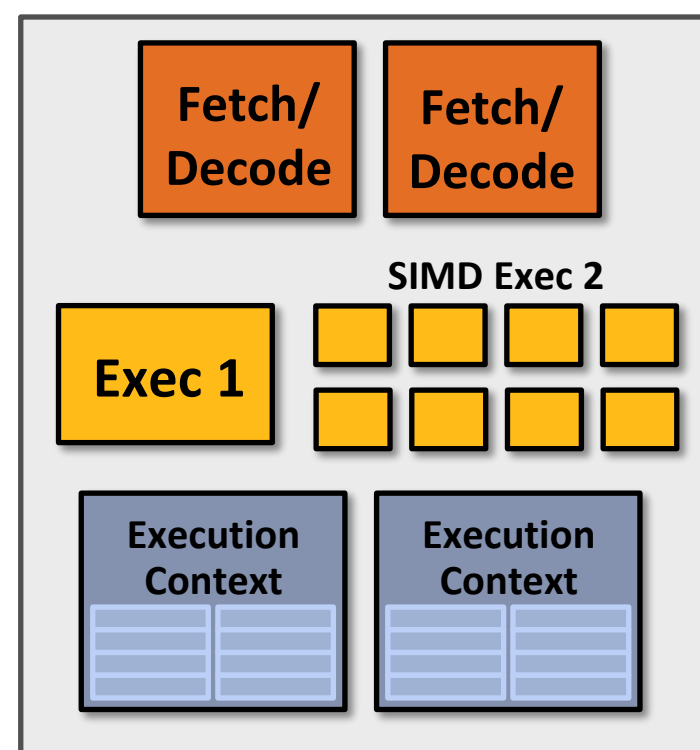 Fetch/
Decode
Fetch/
Decode
SIMD Exec 2
Exec 1
Execution
Context
Execution
Context